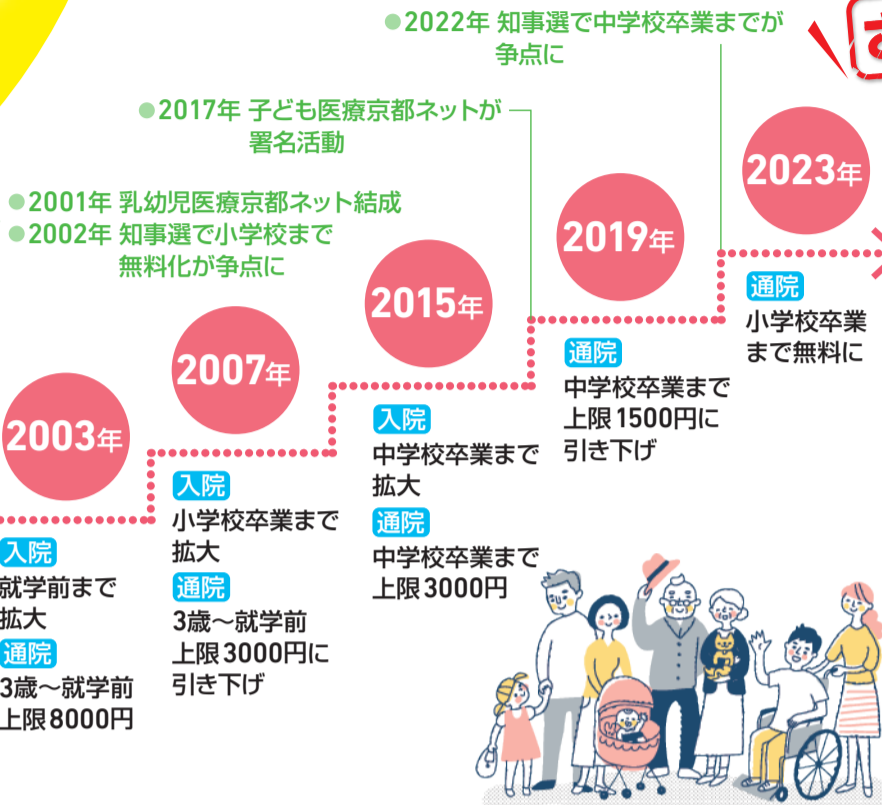 ●2022年 知事選で中学校卒業までが
争点に
●2017年 子ども医療京都ネットが
署名活動
●2001年 乳幼児医療京都ネット結成
●2002年 知事選で小学校まで
無料化が争点に
2003年
入院
就学前まで
拡大
通院
3歳〜就学前
上限8000円
2007年
入院
小学校卒業まで
拡大
通院
3歳〜就学前
上限3000円に
引き下げ
2015年
入院
中学校卒業まで
拡大
通院
中学校卒業まで
上限3000円
2019年
通院
中学校卒業まで
上限1500円に
引き下げ
2023年
通院
小学校卒業
まで無料に